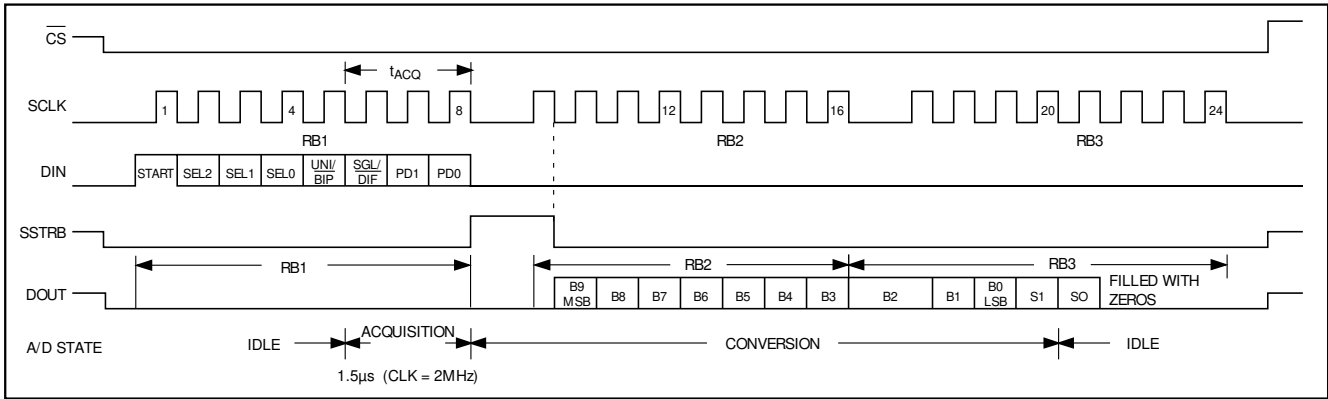 CS
tACQ
SCLK 1 4 8 12 16 20 24
RB1 RB2 RB3
DIN START SEL2 SEL1 SEL0 UNI/ BIP SGL/ DIF PD1 PD0
SSTRB
RB1 RB2 RB3
DOUT B9 MSB B8 B7 B6 B5 B4 B3 B2 B1 B0 LSB S1 SO FILLED WITH ZEROS
A/D STATE IDLE ACQUISITION CONVERSION IDLE
1.5µs (CLK = 2MHz)